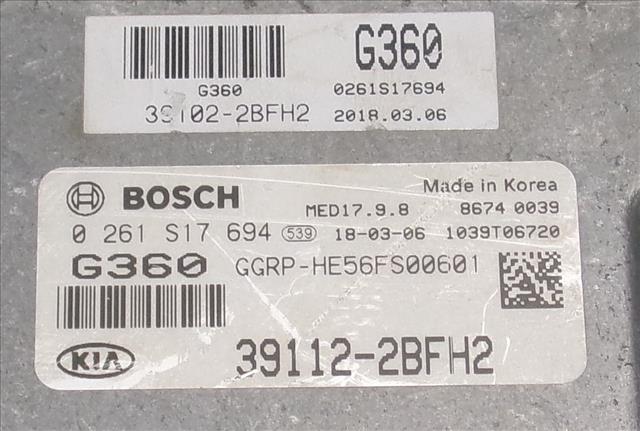 G360
G360
0261S17694
39102-2BFH2
2018.03.06
BOSCH
Made in Korea
MED17.9.8
8674 0039
0 261 S17 694
539
18-03-06
1039T06720
G360
GGRP-HE56FS00601
KIA
39112-2BFH2